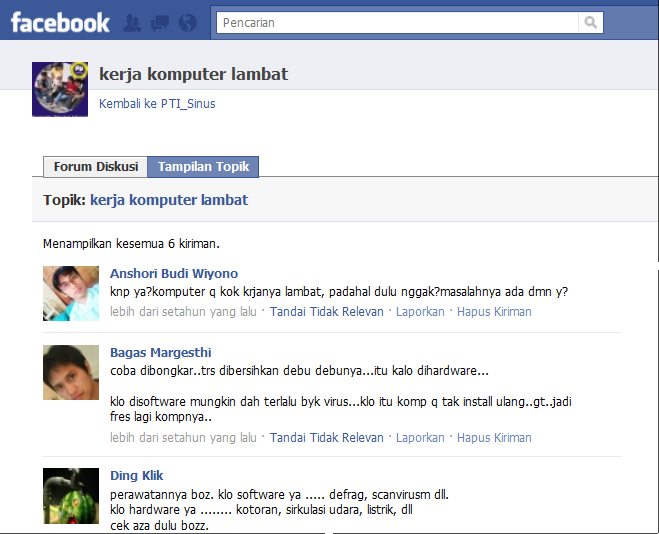 facebook
Pencarian
kerja komputer lambat
Kembali ke PTI_Sinus
Forum Diskusi
Tampilan Topik
Topik: kerja komputer lambat
Menampilkan kesemua 6 kiriman.
Anshori Budi Wiyono
knp ya?komputer q kok krjanya lambat, padahal dulu nggak?masalahnya ada dmn y?
lebih dari setahun yang lalu · Tandai Tidak Relevan · Laporkan · Hapus Kiriman
Bagas Margesthi
coba dibongkar..trs dibersihkan debu debunya...itu kalo dihardware...
klo disoftware mungkin dah terlalu byk virus...klo itu komp q tak install ulang..gt..jadi
fres lagi kompnya..
lebih dari setahun yang lalu · Tandai Tidak Relevan · Laporkan · Hapus Kiriman
Ding Klik
perawatannya boz. klo software ya ..... defrag, scanvirusm dll.
klo hardware ya ........ kotoran, sirkulasi udara, listrik, dll
cek aza dulu bozz.